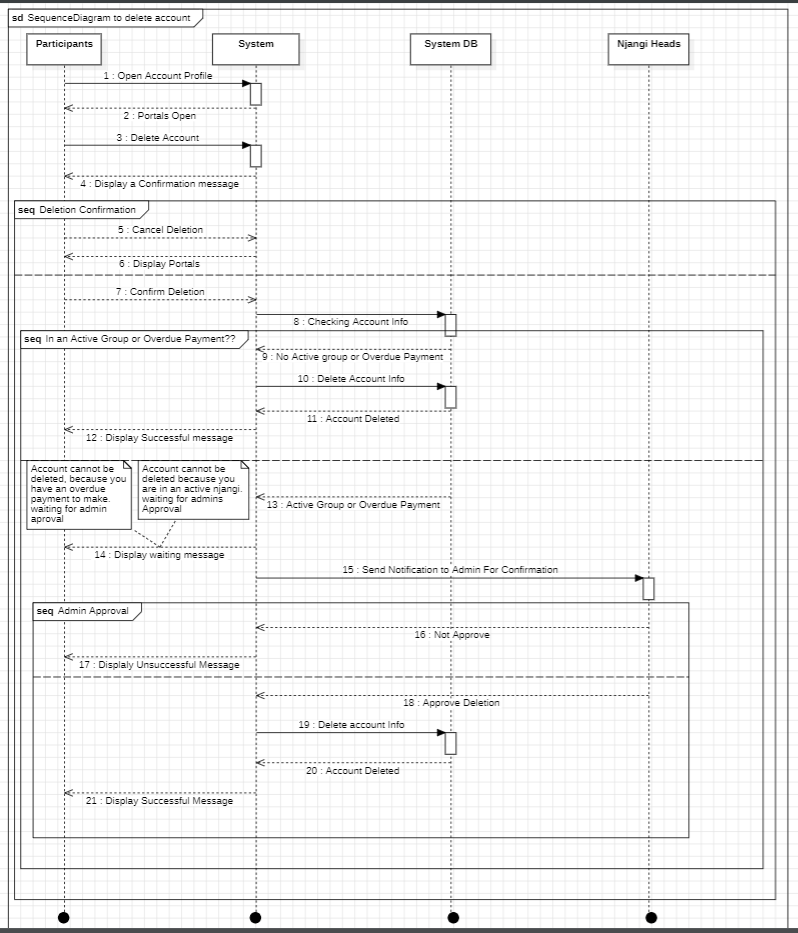 sd SequenceDiagram to delete account
Participants
System
System DB
Njangi Heads
1 : Open Account Profile
2 : Portals Open
3 : Delete Account
4 : Display a Confirmation message
seq Deletion Confirmation
5 : Cancel Deletion
6 : Display Portals
7 : Confirm Deletion
8 : Checking Account Info
seq In an Active Group or Overdue Payment??
9 : No Active group or Overdue Payment
10 : Delete Account Info
11 : Account Deleted
12 : Display Successful message
Account cannot be
deleted, because you
have an overdue
payment to make.
waiting for admin
aproval
Account cannot be
deleted because you
are in an active njangi.
waiting for admins
Approval
13 : Active Group or Overdue Payment
14 : Display waiting message
15 : Send Notification to Admin For Confirmation
seq Admin Approval
16 : Not Approve
17 : Displaly Unsuccessful Message
18 : Approve Deletion
19 : Delete account Info
20 : Account Deleted
21 : Display Successful Message